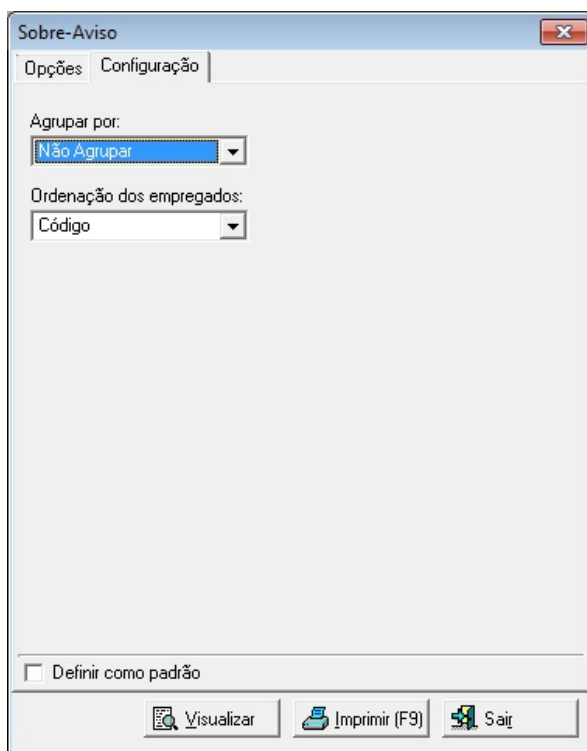 Sobre-Aviso
Opções Configuração
Agrupar por:
Não Agrupar
Ordenação dos empregados:
Código
Definir como padrão
Visualizar Imprimir (F9) Sair